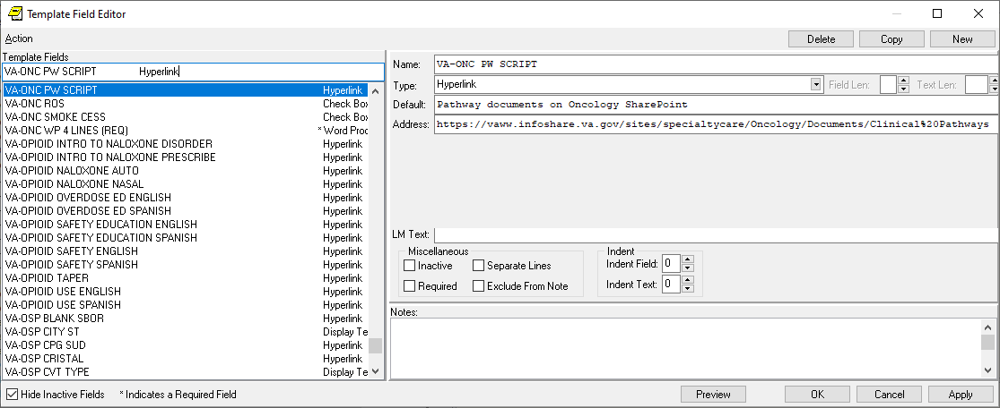 Template Field Editor
Action
Delete Copy New
Template Fields
VA-ONC PW SCRIPT Hyperlink
VA-ONC PW SCRIPT Hyperlink
VA-ONC ROS Check Box
VA-ONC SMOKE CESS Check Box
VA-ONC WP 4 LINES (REQ) * Word Proc
VA-OPIOID INTRO TO NALOXONE DISORDER Hyperlink
VA-OPIOID INTRO TO NALOXONE PRESCRIBE Hyperlink
VA-OPIOID NALOXONE AUTO Hyperlink
VA-OPIOID NALOXONE NASAL Hyperlink
VA-OPIOID OVERDOSE ED ENGLISH Hyperlink
VA-OPIOID OVERDOSE ED SPANISH Hyperlink
VA-OPIOID SAFETY EDUCATION ENGLISH Hyperlink
VA-OPIOID SAFETY EDUCATION SPANISH Hyperlink
VA-OPIOID SAFETY ENGLISH Hyperlink
VA-OPIOID SAFETY SPANISH Hyperlink
VA-OPIOID TAPER Hyperlink
VA-OPIOID USE ENGLISH Hyperlink
VA-OPIOID USE SPANISH Hyperlink
VA-OSP BLANK SBOR Hyperlink
VA-OSP CITY ST Display Te
VA-OSP CPG SUD Hyperlink
VA-OSP CRISTAL Hyperlink
VA-OSP CVT TYPE Display Te
Name: VA-ONC PW SCRIPT
Type: Hyperlink Field Len: Text Len:
Default: Pathway documents on Oncology SharePoint
Address: https://vaww.infoshare.va.gov/sites/specialtycare/Oncology/Documents/Clinical%20Pathways
LM Text:
Miscellaneous
Inactive Separate Lines
Required Exclude From Note
Indent
Indent Field: 0
Indent Text: 0
Notes:
Hide Inactive Fields * Indicates a Required Field
Preview OK Cancel Apply